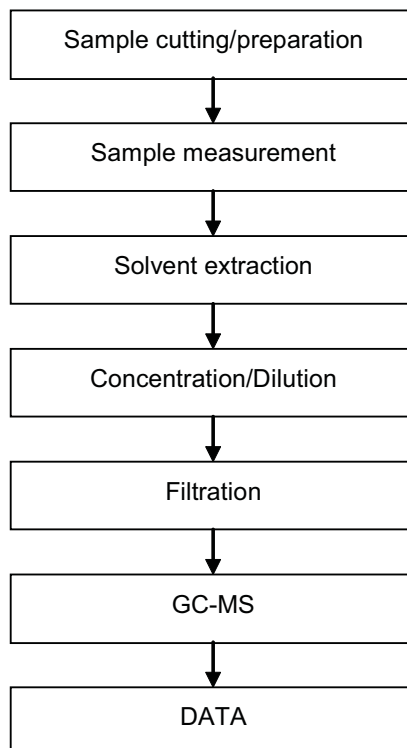 Sample cutting/preparation
Sample measurement
Solvent extraction
Concentration/Dilution
Filtration
GC-MS
DATA